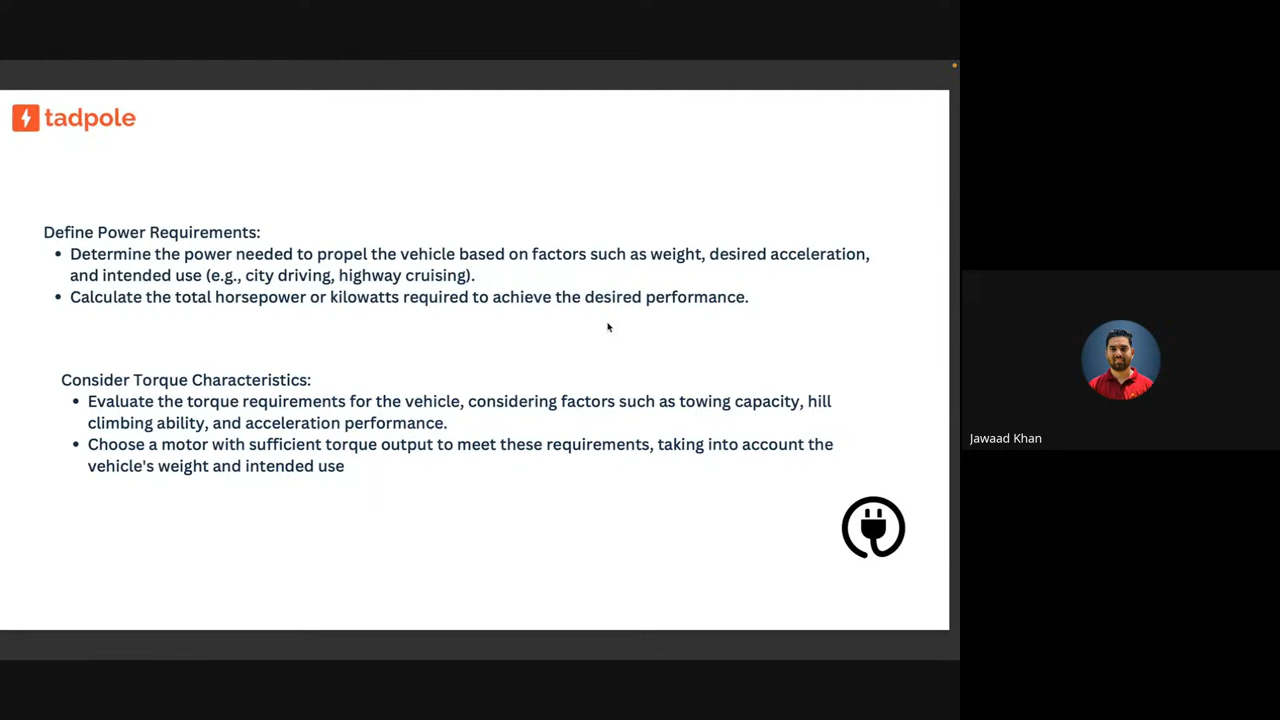 tadpole
Define Power Requirements:
• Determine the power needed to propel the vehicle based on factors such as weight, desired acceleration,
and intended use (e.g., city driving, highway cruising).
• Calculate the total horsepower or kilowatts required to achieve the desired performance.
Consider Torque Characteristics:
• Evaluate the torque requirements for the vehicle, considering factors such as towing capacity, hill
climbing ability, and acceleration performance.
• Choose a motor with sufficient torque output to meet these requirements, taking into account the
vehicle's weight and intended use
Jawaad Khan